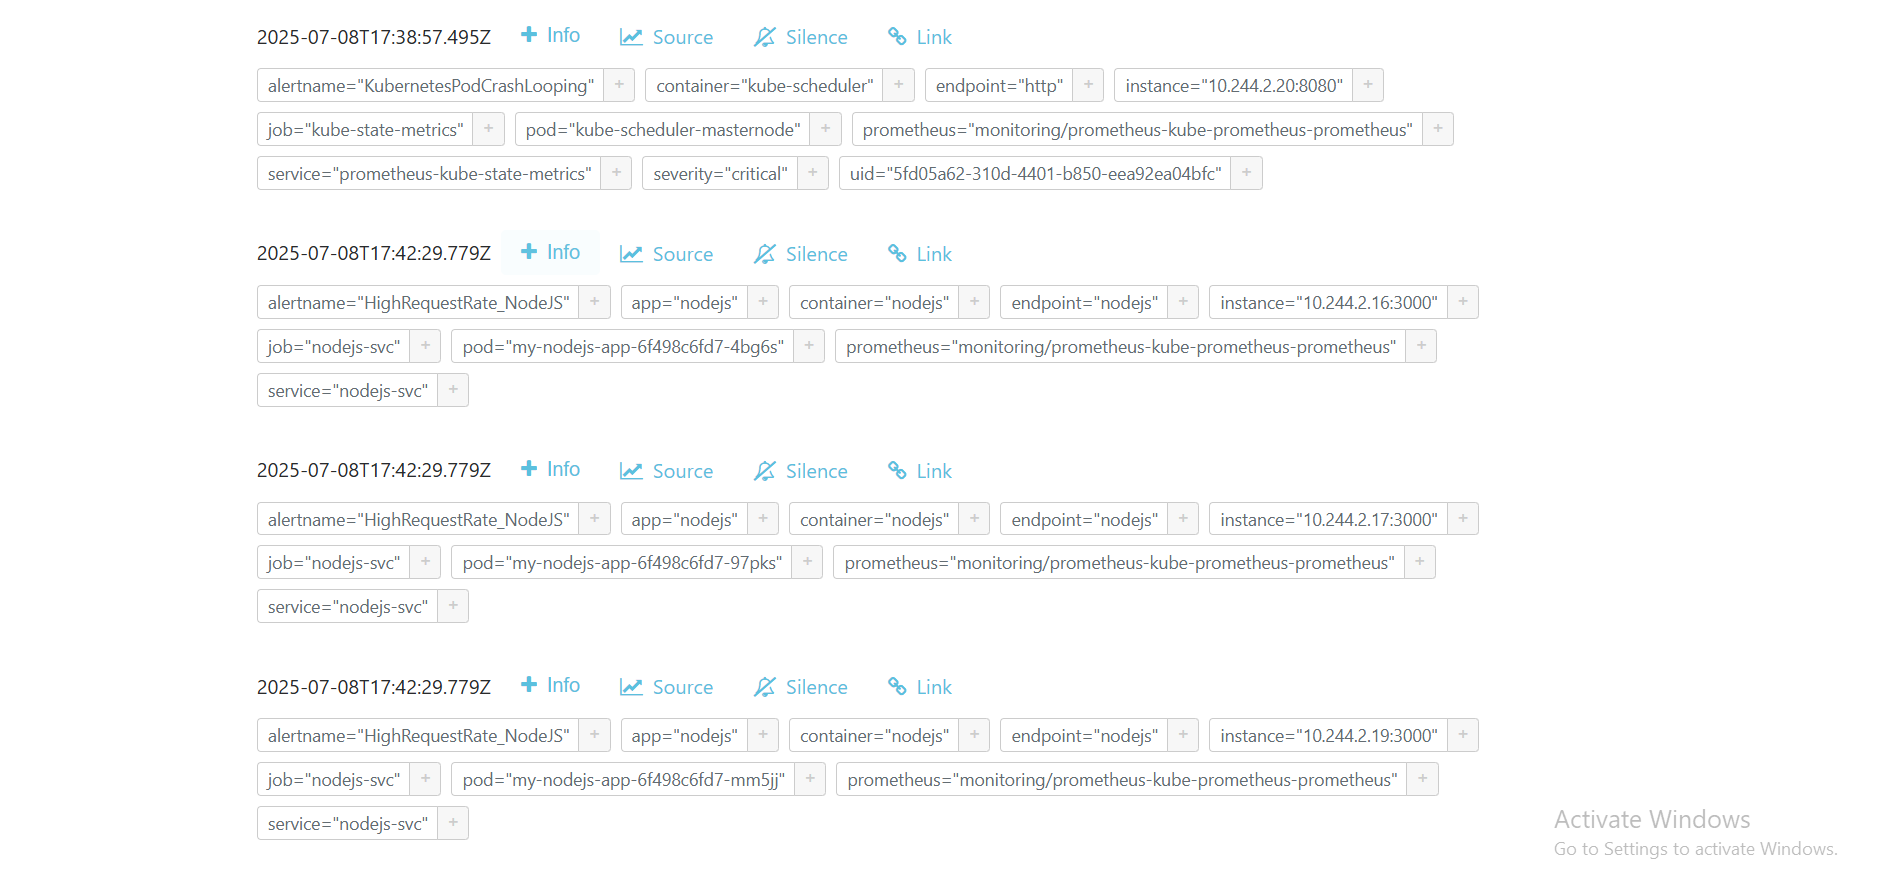 2025-07-08T17:38:57.495Z + Info Source Silence Link
alertname="KubernetesPodCrashLooping" + container="kube-scheduler" + endpoint="http" + instance="10.244.2.20:8080" +
job="kube-state-metrics" + pod="kube-scheduler-masternode" + prometheus="monitoring/prometheus-kube-prometheus-prometheus" +
service="prometheus-kube-state-metrics" + severity="critical" + uid="5fd05a62-310d-4401-b850-eea92ea04bfc" +
2025-07-08T17:42:29.779Z + Info Source Silence Link
alertname="HighRequestRate_NodeJS" + app="nodejs" + container="nodejs" + endpoint="nodejs" + instance="10.244.2.16:3000" +
job="nodejs-svc" + pod="my-nodejs-app-6f498c6fd7-4bg6s" + prometheus="monitoring/prometheus-kube-prometheus-prometheus" +
service="nodejs-svc" +
2025-07-08T17:42:29.779Z + Info Source Silence Link
alertname="HighRequestRate_NodeJS" + app="nodejs" + container="nodejs" + endpoint="nodejs" + instance="10.244.2.17:3000" +
job="nodejs-svc" + pod="my-nodejs-app-6f498c6fd7-97pks" + prometheus="monitoring/prometheus-kube-prometheus-prometheus" +
service="nodejs-svc" +
2025-07-08T17:42:29.779Z + Info Source Silence Link
alertname="HighRequestRate_NodeJS" + app="nodejs" + container="nodejs" + endpoint="nodejs" + instance="10.244.2.19:3000" +
job="nodejs-svc" + pod="my-nodejs-app-6f498c6fd7-mm5jj" + prometheus="monitoring/prometheus-kube-prometheus-prometheus" +
service="nodejs-svc" +
Activate Windows
Go to Settings to activate Windows.